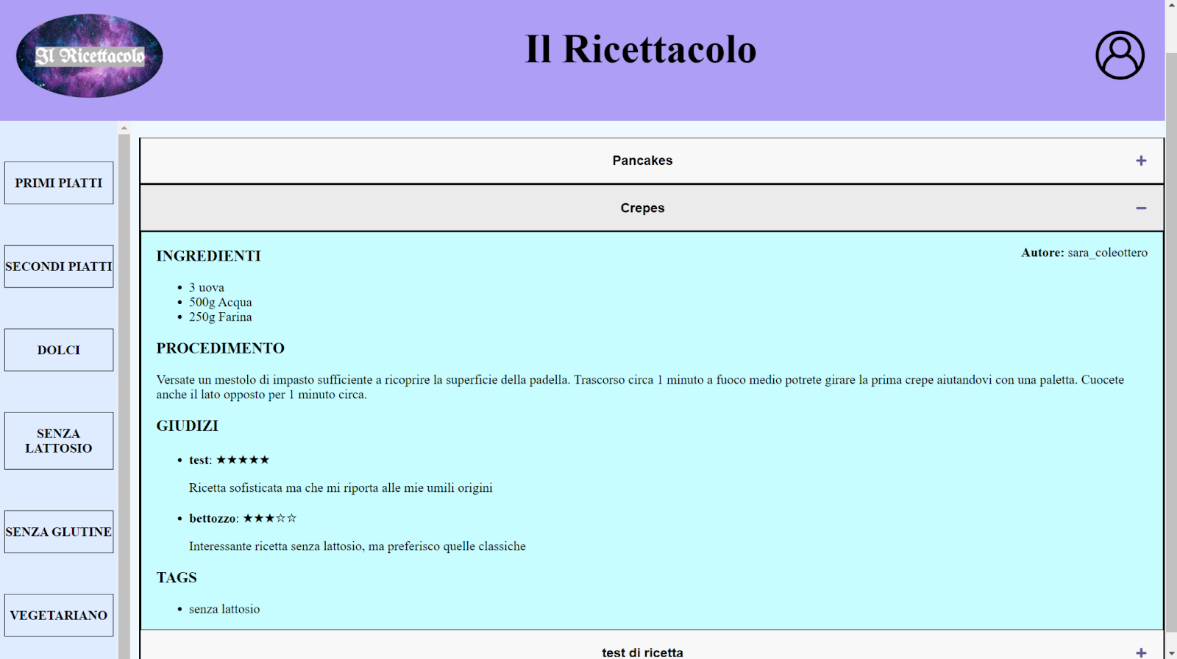 Il Ricettacolo
Il Ricettacolo
PRIMI PIATTI
SECONDI PIATTI
DOLCI
SENZA
LATTOSIO
SENZA GLUTINE
VEGETARIANO
Pancakes +
Crepes −
INGREDIENTI
Autore: sara_coleottero
• 3 uova
• 500g Acqua
• 250g Farina
PROCEDIMENTO
Versate un mestolo di impasto sufficiente a ricoprire la superficie della padella. Trascorso circa 1 minuto a fuoco medio potrete girare la prima crepe aiutandovi con una paletta. Cuocete
anche il lato opposto per 1 minuto circa.
GIUDIZI
• test: ★★★★★
Ricetta sofisticata ma che mi riporta alle mie umili origini
• bettozzo: ★★★☆☆
Interessante ricetta senza lattosio, ma preferisco quelle classiche
TAGS
• senza lattosio
test di ricetta +